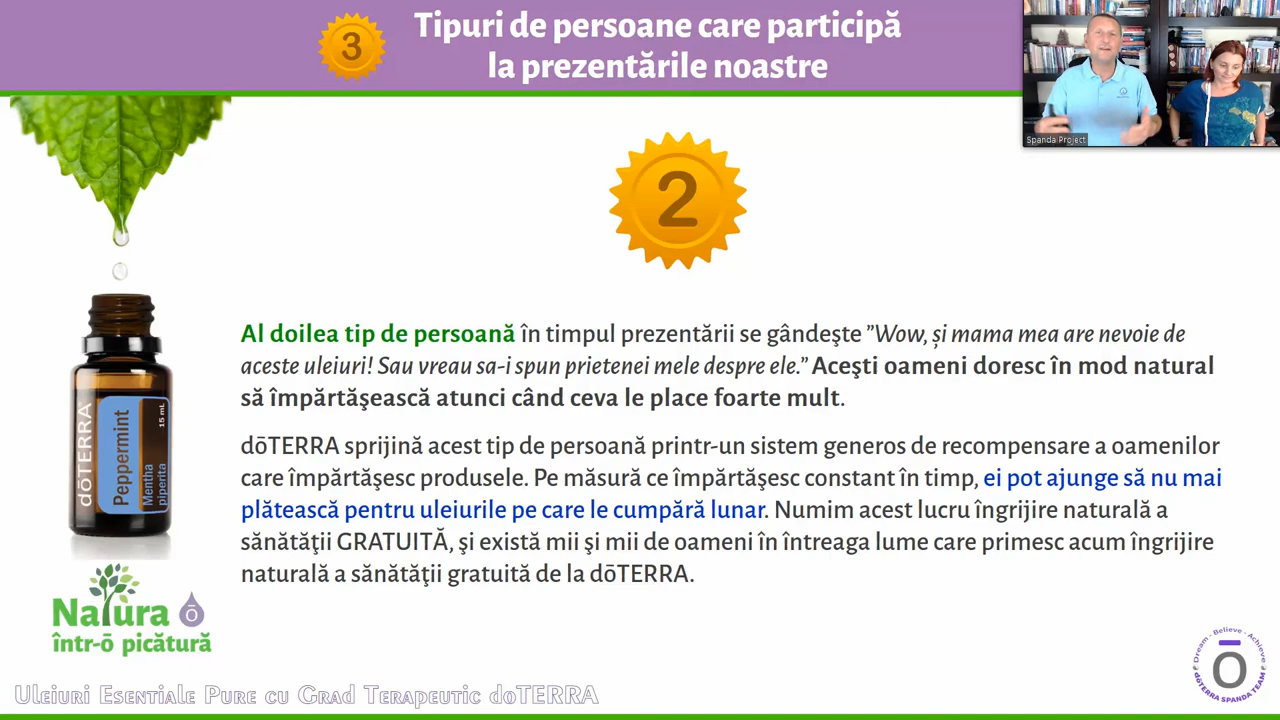 3
Tipuri de persoane care participă
la prezentările noastre
Spanda Project
2
Al doilea tip de persoană în timpul prezentării se gândeşte ”Wow, și mama mea are nevoie de
aceste uleiuri! Sau vreau sa-i spun prietenei mele despre ele.” Aceşti oameni doresc în mod natural
să împărtăşească atunci când ceva le place foarte mult.
dōTERRA sprijină acest tip de persoană printr-un sistem generos de recompensare a oamenilor
care împărtăşesc produsele. Pe măsură ce împărtăşesc constant în timp, ei pot ajunge să nu mai
plătească pentru uleiurile pe care le cumpără lunar. Numim acest lucru îngrijire naturală a
sănătăţii GRATUITĂ, şi există mii şi mii de oameni în întreaga lume care primesc acum îngrijire
naturală a sănătăţii gratuită de la dōTERRA.
dōTERRA
Peppermint
Mentha
piperita
15 mL
Natura ō
într-ō picătură
Uleiuri Esentiale Pure cu Grad Terapeutic doTERRA
Dream - Believe - Achieve
Ō
dōTERRA SPANDA TEAM